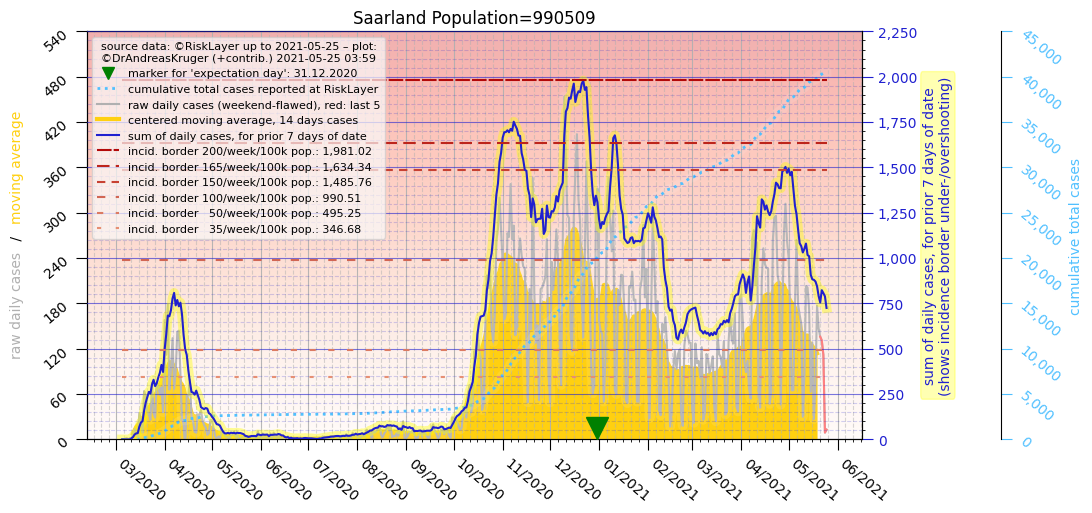 Saarland Population=990509
source data: ©RiskLayer up to 2021-05-25 – plot:
©DrAndreasKruger (+contrib.) 2021-05-25 03:59
marker for 'expectation day': 31.12.2020
cumulative total cases reported at RiskLayer
raw daily cases (weekend-flawed), red: last 5
centered moving average, 14 days cases
sum of daily cases, for prior 7 days of date
incid. border 200/week/100k pop.: 1,981.02
incid. border 165/week/100k pop.: 1,634.34
incid. border 150/week/100k pop.: 1,485.76
incid. border 100/week/100k pop.: 990.51
incid. border 50/week/100k pop.: 495.25
incid. border 35/week/100k pop.: 346.68
raw daily cases / moving average
540
480
420
360
300
240
180
120
60
0
03/2020
04/2020
05/2020
06/2020
07/2020
08/2020
09/2020
10/2020
11/2020
12/2020
01/2021
02/2021
03/2021
04/2021
05/2021
06/2021
2,250
2,000
1,750
1,500
1,250
1,000
750
500
250
0
sum of daily cases, for prior 7 days of date
(shows incidence border under-/overshooting)
45,000
40,000
35,000
30,000
25,000
20,000
15,000
10,000
5,000
0
cumulative total cases